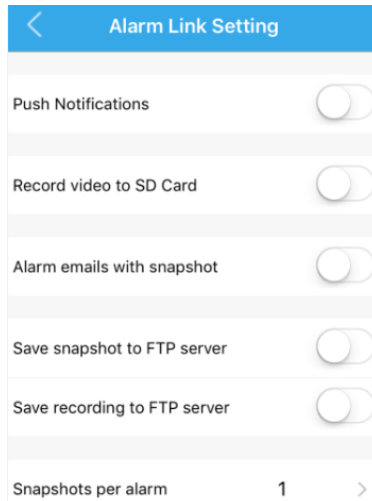 Alarm Link Setting
Push Notifications
Record video to SD Card
Alarm emails with snapshot
Save snapshot to FTP server
Save recording to FTP server
Snapshots per alarm 1